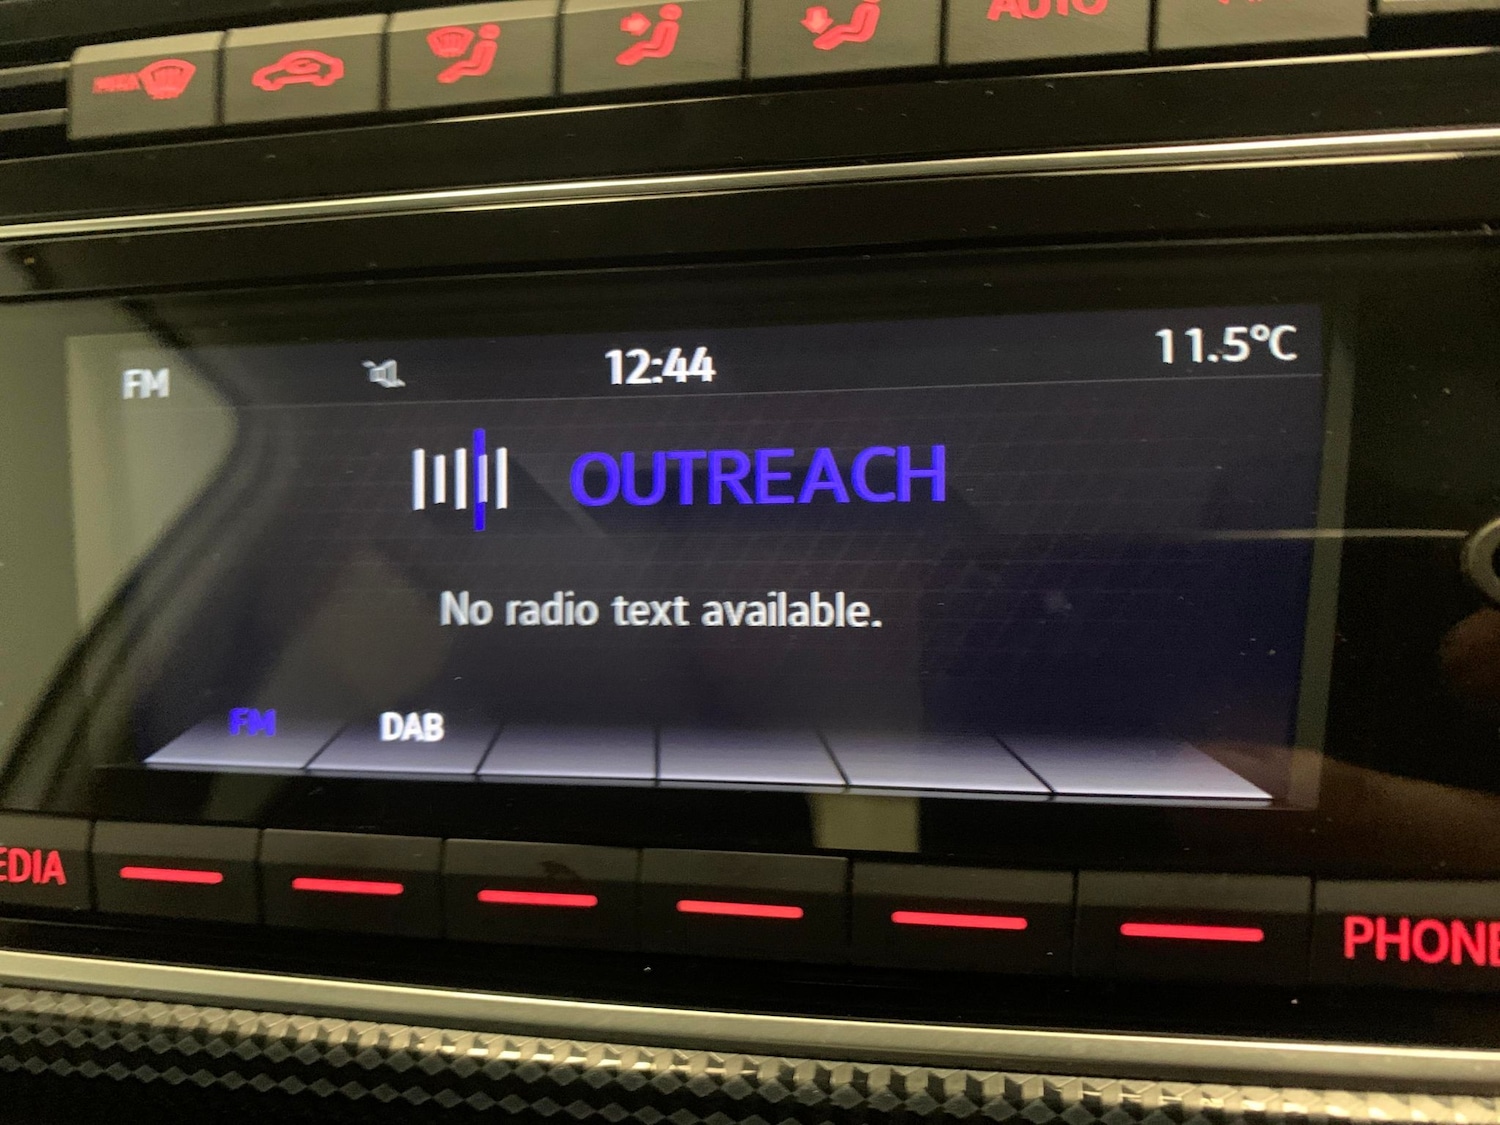 AUTO
FM 12:44 11.5°C
OUTREACH
No radio text available.
FM DAB
EDIA PHONE